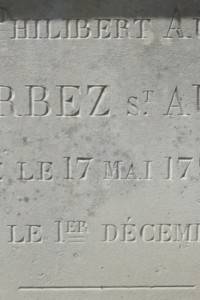 PHILIBERT A
RBEZ ST A
LE 17 MAI 17
LE 1ER DÉCEM